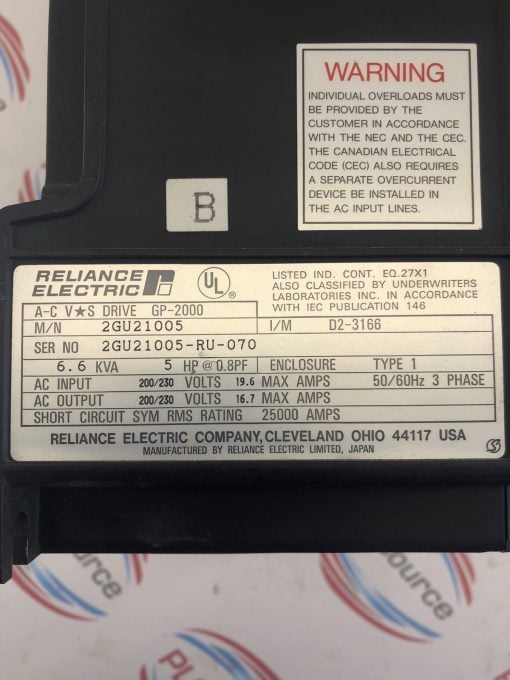 WARNING
INDIVIDUAL OVERLOADS MUST
BE PROVIDED BY THE
CUSTOMER IN ACCORDANCE
WITH THE NEC AND THE CEC.
THE CANADIAN ELECTRICAL
CODE (CEC) ALSO REQUIRES
A SEPARATE OVERCURRENT
DEVICE BE INSTALLED IN
THE AC INPUT LINES.
B
RELIANCE
ELECTRIC
UL ®
LISTED IND. CONT. EQ.27X1
ALSO CLASSIFIED BY UNDERWRITERS
LABORATORIES INC. IN ACCORDANCE
WITH IEC PUBLICATION 146
A-C V★S DRIVE GP-2000
M/N 2GU21005 I/M D2-3166
SER NO 2GU21005-RU-070
6.6 KVA 5 HP @ 0.8PF ENCLOSURE TYPE 1
AC INPUT 200/230 VOLTS 19.6 MAX AMPS 50/60Hz 3 PHASE
AC OUTPUT 200/230 VOLTS 16.7 MAX AMPS
SHORT CIRCUIT SYM RMS RATING 25000 AMPS
RELIANCE ELECTRIC COMPANY, CLEVELAND OHIO 44117 USA
MANUFACTURED BY RELIANCE ELECTRIC LIMITED, JAPAN
ource
PL
ource
PL